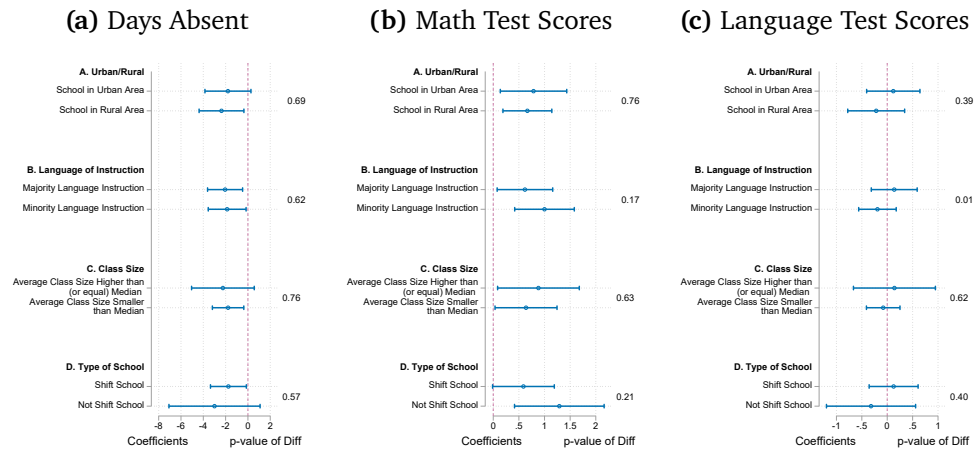 (a) Days Absent
A. Urban/Rural
School in Urban Area
School in Rural Area
0.69
B. Language of Instruction
Majority Language Instruction
Minority Language Instruction
0.62
C. Class Size
Average Class Size Higher than
(or equal) Median
Average Class Size Smaller
than Median
0.76
D. Type of School
Shift School
Not Shift School
0.57
-8 -6 -4 -2 0 2
Coefficients p-value of Diff
(b) Math Test Scores
A. Urban/Rural
School in Urban Area
School in Rural Area
0.76
B. Language of Instruction
Majority Language Instruction
Minority Language Instruction
0.17
C. Class Size
Average Class Size Higher than
(or equal) Median
Average Class Size Smaller
than Median
0.63
D. Type of School
Shift School
Not Shift School
0.21
0 .5 1 1.5 2
Coefficients p-value of Diff
(c) Language Test Scores
A. Urban/Rural
School in Urban Area
School in Rural Area
0.39
B. Language of Instruction
Majority Language Instruction
Minority Language Instruction
0.01
C. Class Size
Average Class Size Higher than
(or equal) Median
Average Class Size Smaller
than Median
0.62
D. Type of School
Shift School
Not Shift School
0.40
-1 -.5 0 .5 1
Coefficients p-value of Diff